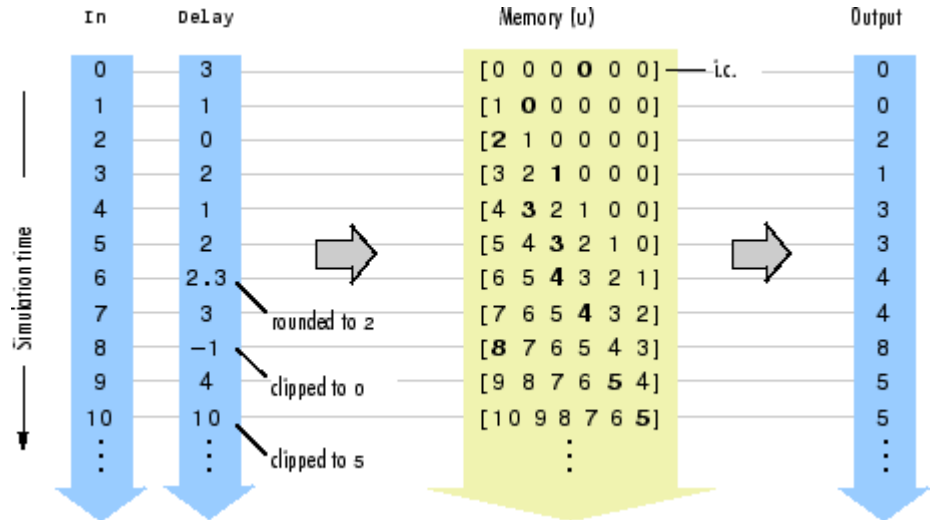 In Delay Memory (u) Output
0 3 [0 0 0 0 0 0] i.c. 0
1 1 [1 0 0 0 0 0] 0
2 0 [2 1 0 0 0 0] 2
3 2 [3 2 1 0 0 0] 1
4 1 [4 3 2 1 0 0] 3
5 2 [5 4 3 2 1 0] 3
6 2.3 [6 5 4 3 2 1] 4
rounded to 2
7 3 [7 6 5 4 3 2] 4
8 −1 [8 7 6 5 4 3] 8
clipped to 0
9 4 [9 8 7 6 5 4] 5
10 10 [10 9 8 7 6 5] 5
clipped to 5
Simulation time